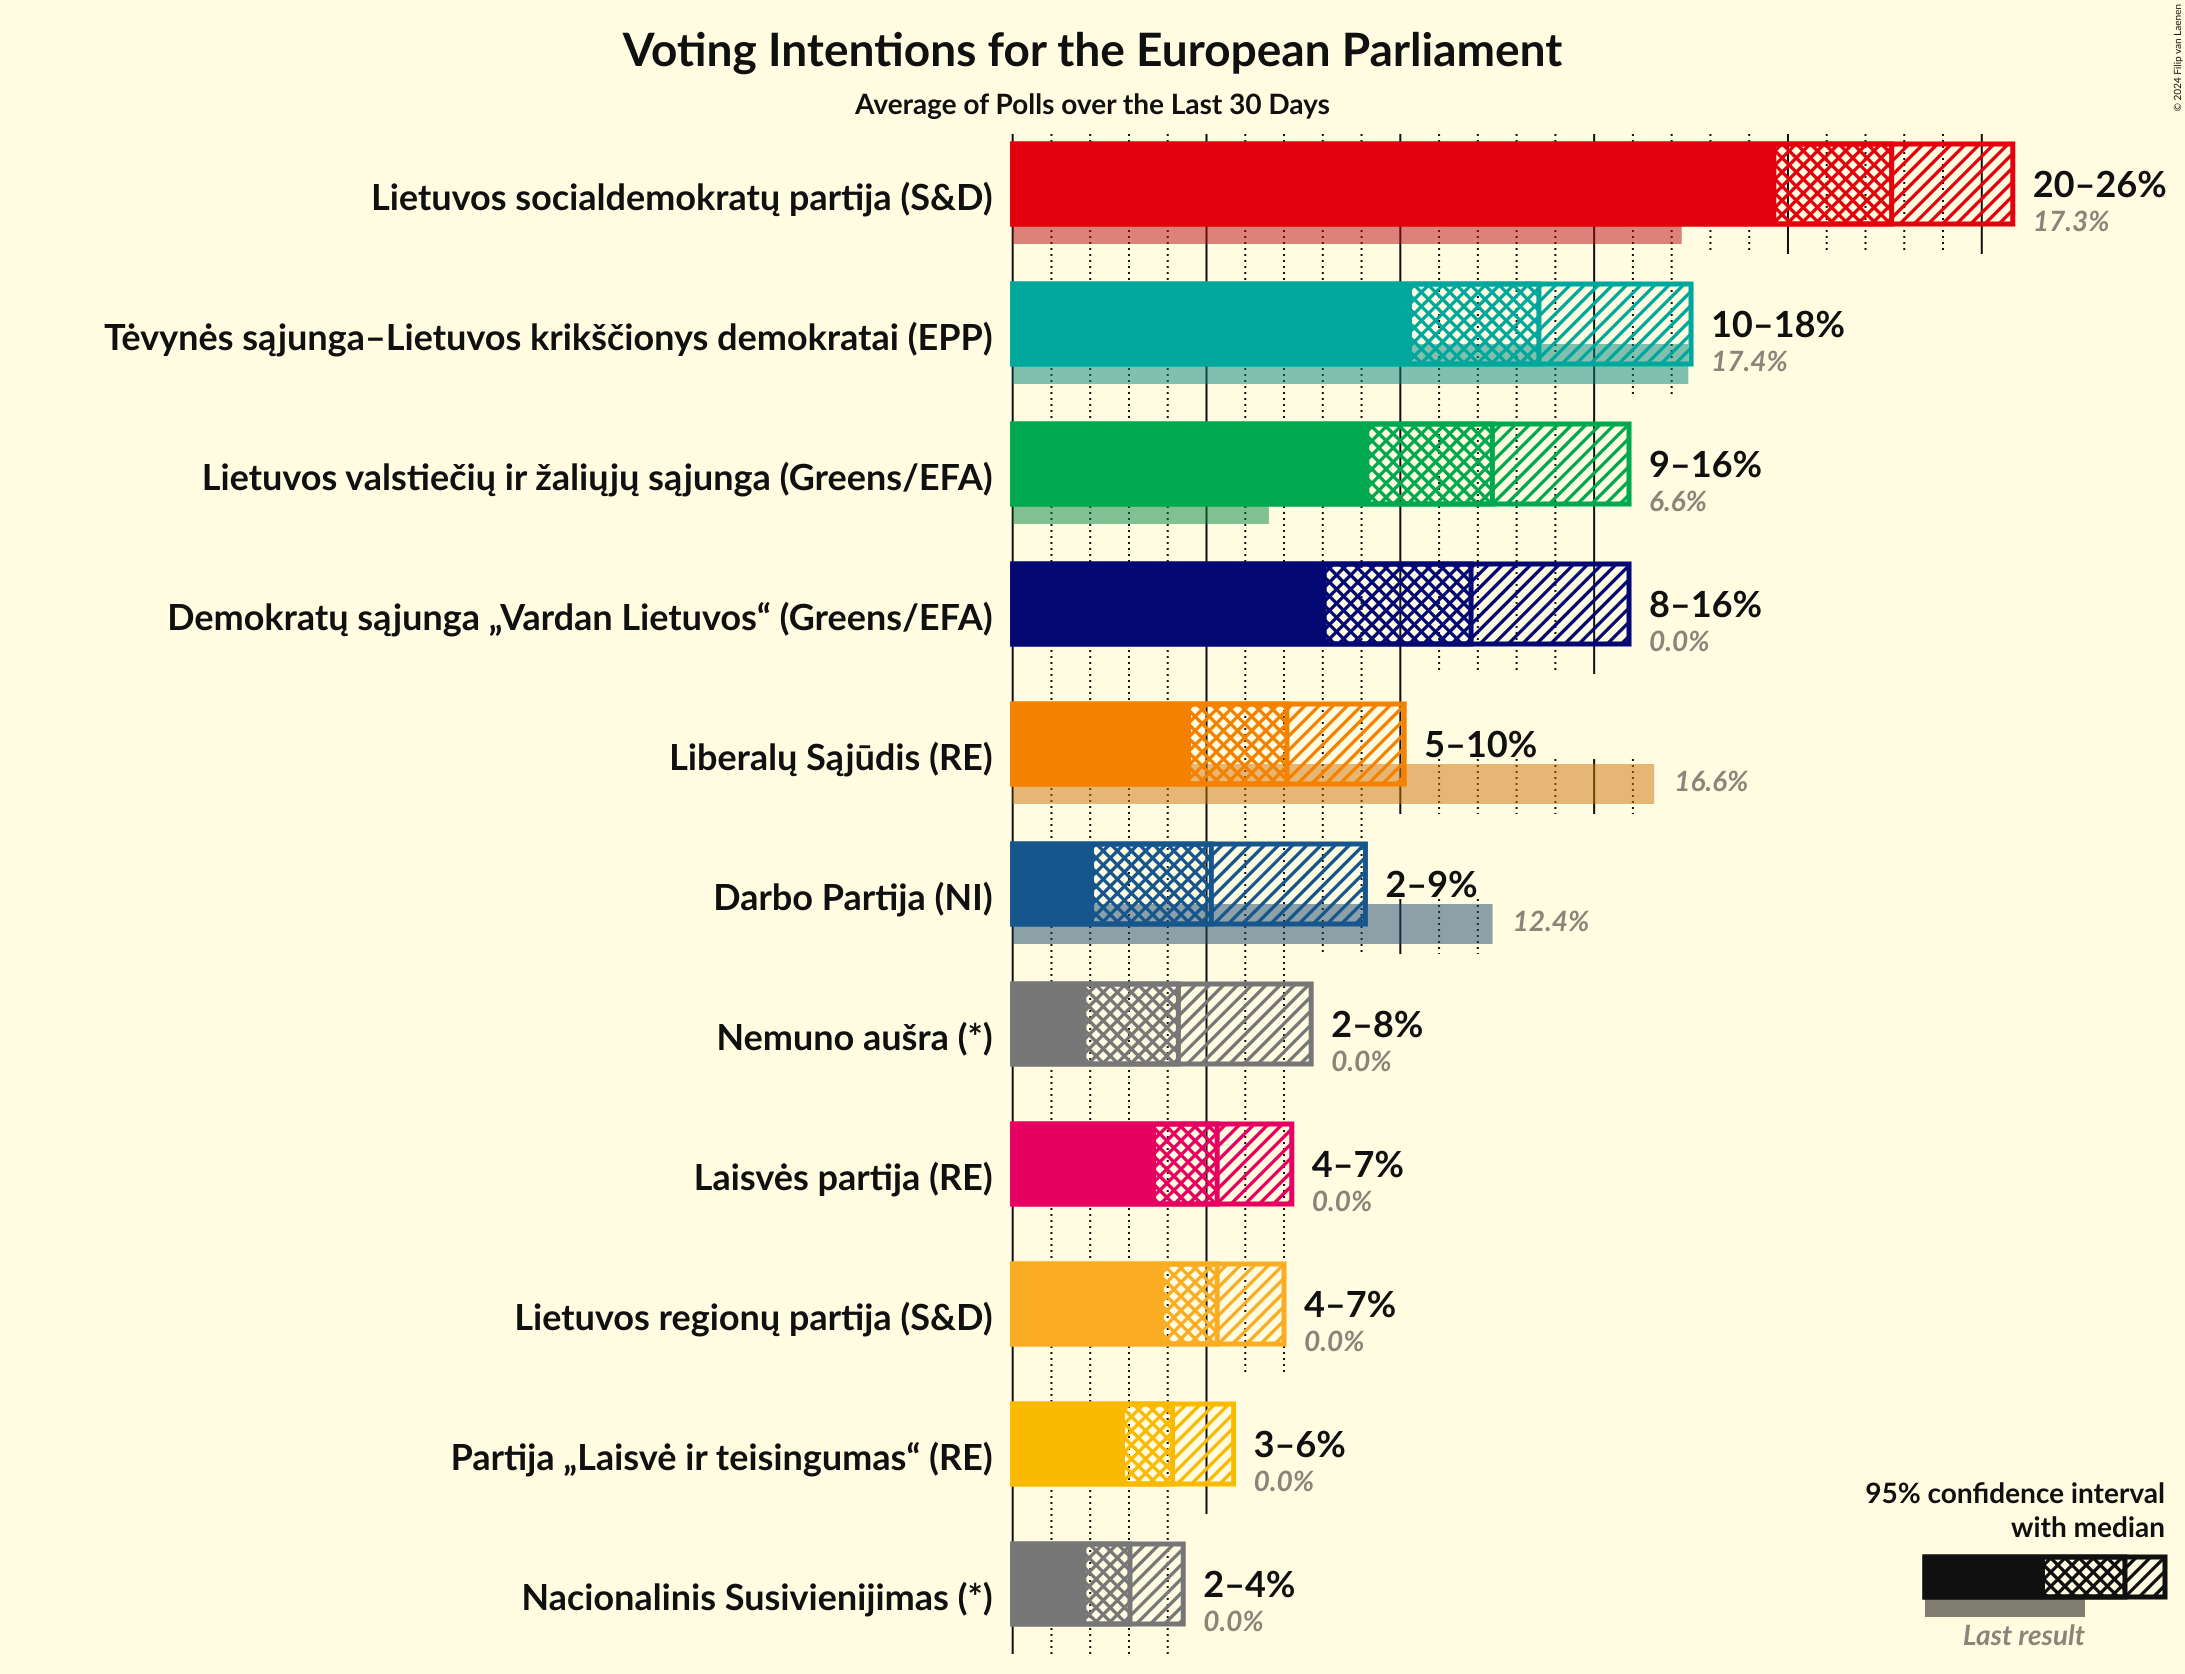 Voting Intentions for the European Parliament
Average of Polls over the Last 30 Days
© 2024 Filip van Laenen
Lietuvos socialdemokratų partija (S&D)
20–26%
17.3%
Tėvynės sąjunga–Lietuvos krikščionys demokratai (EPP)
10–18%
17.4%
Lietuvos valstiečių ir žaliųjų sąjunga (Greens/EFA)
9–16%
6.6%
Demokratų sąjunga „Vardan Lietuvos“ (Greens/EFA)
8–16%
0.0%
Liberalų Sąjūdis (RE)
5–10%
16.6%
Darbo Partija (NI)
2–9%
12.4%
Nemuno aušra (*)
2–8%
0.0%
Laisvės partija (RE)
4–7%
0.0%
Lietuvos regionų partija (S&D)
4–7%
0.0%
Partija „Laisvė ir teisingumas“ (RE)
3–6%
0.0%
Nacionalinis Susivienijimas (*)
2–4%
0.0%
95% confidence interval
with median
Last result